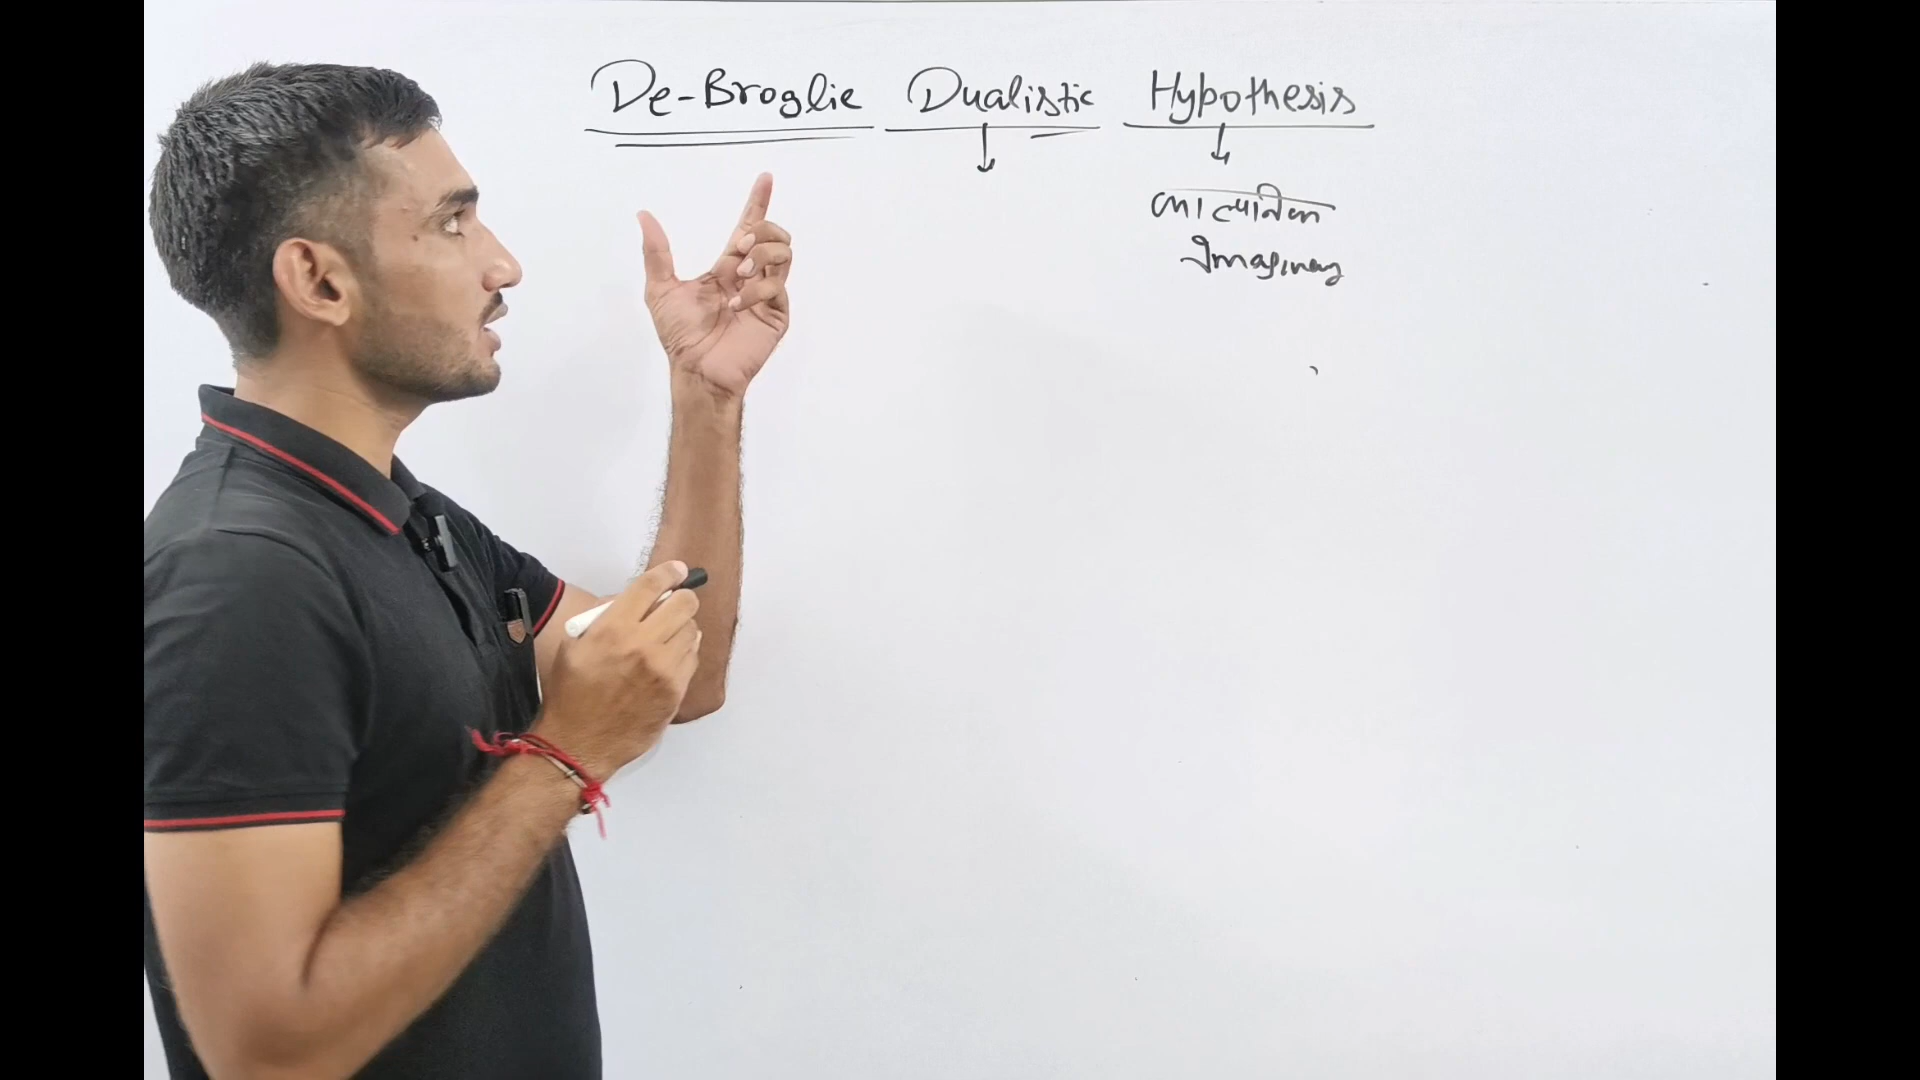 De-Broglie Dualistic Hypothesis
काल्पनिक
Imaginary